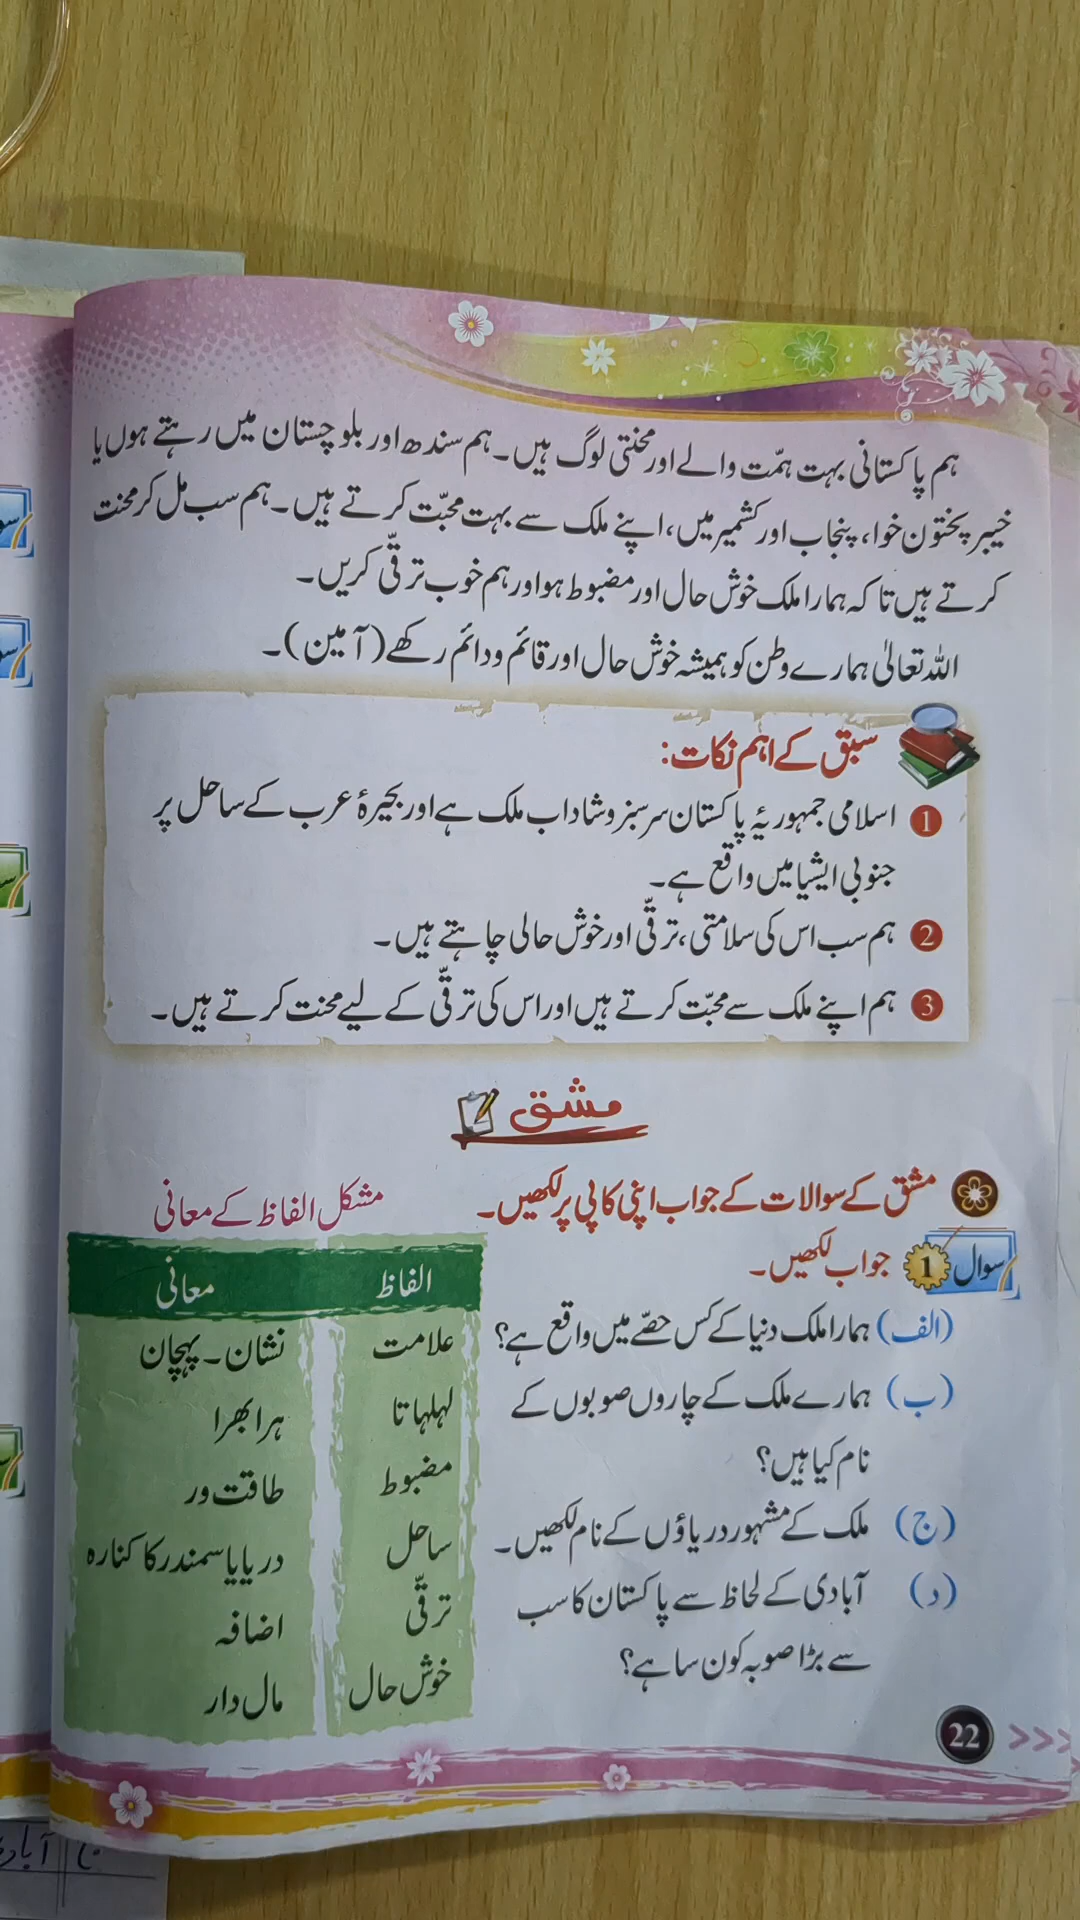 ہم پاکستانی بہت ہمّت والے اور محنتی لوگ ہیں۔ ہم سندھ اور بلوچستان میں رہتے ہوں یا
خیبر پختون خوا، پنجاب اور کشمیر میں، اپنے ملک سے بہت محبّت کرتے ہیں۔ ہم سب مل کر محنت
کرتے ہیں تاکہ ہمارا ملک خوش حال اور مضبوط ہو اور ہم خوب ترقّی کریں۔
اللہ تعالیٰ ہمارے وطن کو ہمیشہ خوش حال اور قائم و دائم رکھے (آمین)۔
سبق کے اہم نکات:
1 اسلامی جمہوریۂ پاکستان سرسبز و شاداب ملک ہے اور بحیرۂ عرب کے ساحل پر
جنوبی ایشیا میں واقع ہے۔
2 ہم سب اس کی سلامتی، ترقّی اور خوش حالی چاہتے ہیں۔
3 ہم اپنے ملک سے محبّت کرتے ہیں اور اس کی ترقّی کے لیے محنت کرتے ہیں۔
مشق
مشق کے سوالات کے جواب اپنی کاپی پر لکھیں۔
سوال 1 جواب لکھیں۔
(الف) ہمارا ملک دنیا کے کس حصّے میں واقع ہے؟
(ب) ہمارے ملک کے چاروں صوبوں کے
نام کیا ہیں؟
(ج) ملک کے مشہور دریاؤں کے نام لکھیں۔
(د) آبادی کے لحاظ سے پاکستان کا سب
سے بڑا صوبہ کون سا ہے؟
مشکل الفاظ کے معانی
الفاظ معانی
علامت نشان۔ پہچان
لہلہاتا ہرا بھرا
مضبوط طاقت ور
ساحل دریا یا سمندر کا کنارہ
ترقّی اضافہ
خوش حال مال دار
22